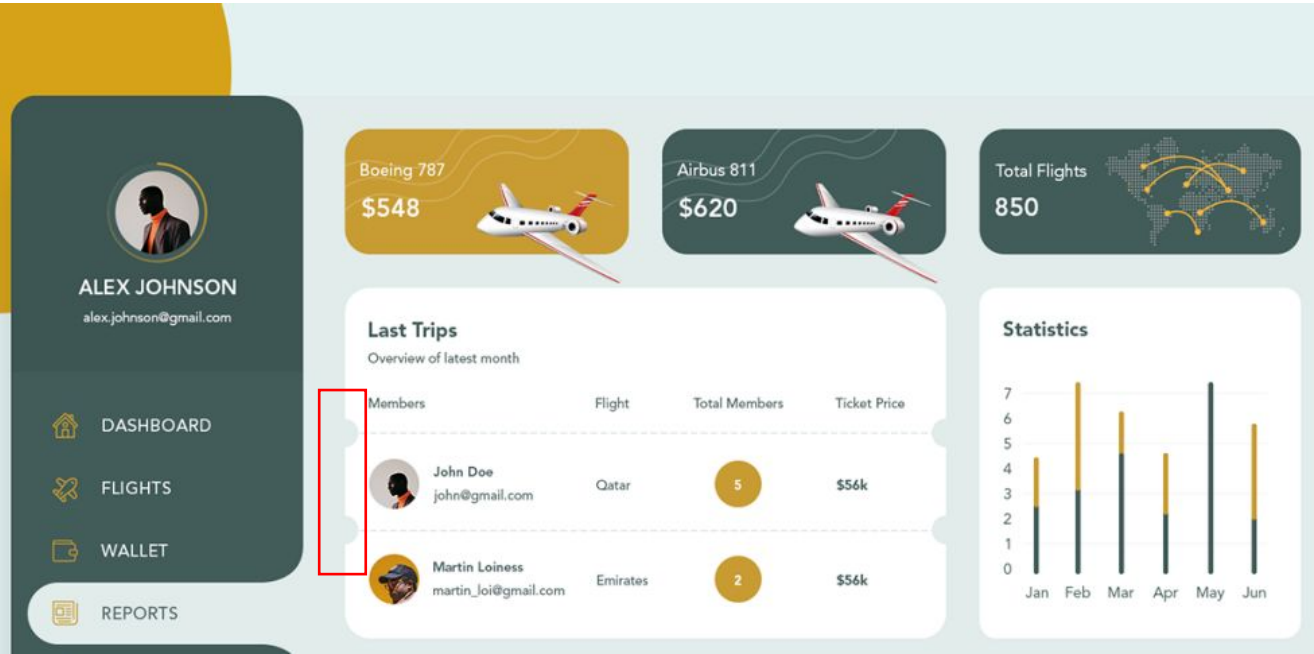 ALEX JOHNSON
alex.johnson@gmail.com
DASHBOARD
FLIGHTS
WALLET
REPORTS
Boeing 787
$548
Airbus 811
$620
Total Flights
850
Last Trips
Overview of latest month
Members Flight Total Members Ticket Price
John Doe
john@gmail.com
Qatar 5 $56k
Martin Loiness
martin_loi@gmail.com
Emirates 2 $56k
Statistics
7
6
5
4
3
2
1
0
Jan Feb Mar Apr May Jun